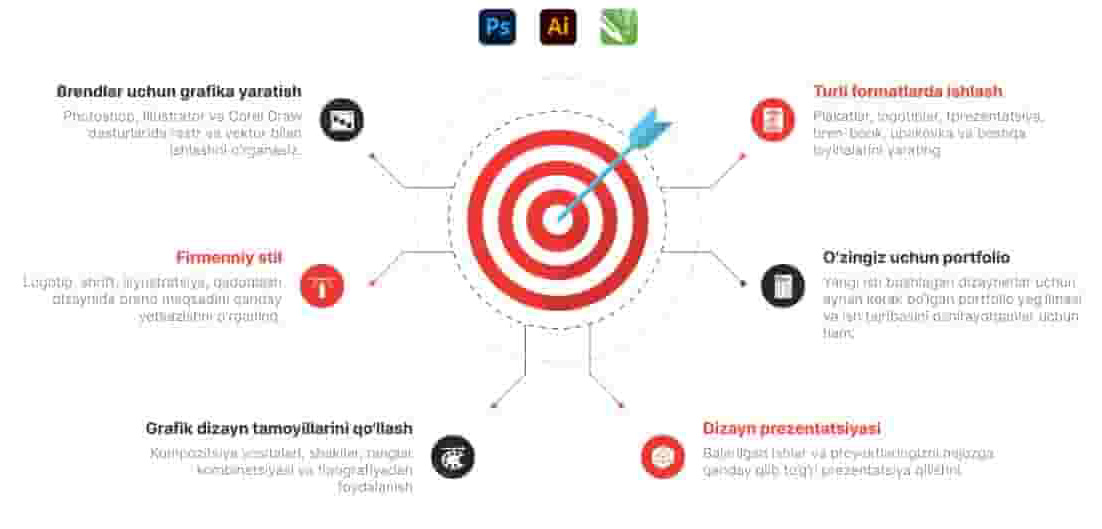 Ps Ai
Brendlar uchun grafika yaratish
Photoshop, Illustrator va Corel Draw
dasturlarida rastr va vektor bilan
ishlashni o'rganasiz.
Turli formatlarda ishlash
Plakatlar, logotiplar, prezentatsiya,
bren-book, upakovka va boshqa
loyihalarini yarating
Firmenniy stil
Logotip, shrift, illyustratsiya, qadoqlash
dizaynida brend maqsadini qanday
yetkazishni o'rganing.
O'zingiz uchun portfolio
Yangi ish boshlagan dizaynerlar uchun
aynan kerak bo'lgan portfolio yeg'ilmasi
va ish tajribasini oshirayotganlar uchun
ham;
Grafik dizayn tamoyillarini qo'llash
Kompozitsiya vositalari, shakllar, ranglar
kombinetsiyasi va tipografiyadan
foydalanish
Dizayn prezentatsiyasi
Bajarilgan ishlar va proyektlaringizni mijozga
qanday qilib to'g'ri prezentatsiya qilishni